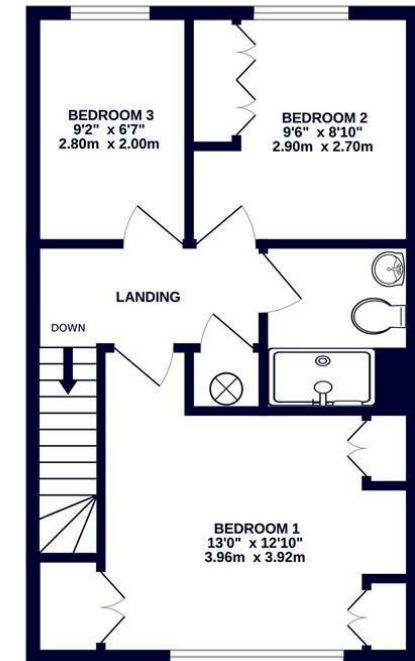 BEDROOM 3
9'2" x 6'7"
2.80m x 2.00m
BEDROOM 2
9'6" x 8'10"
2.90m x 2.70m
LANDING
DOWN
BEDROOM 1
13'0" x 12'10"
3.96m x 3.92m